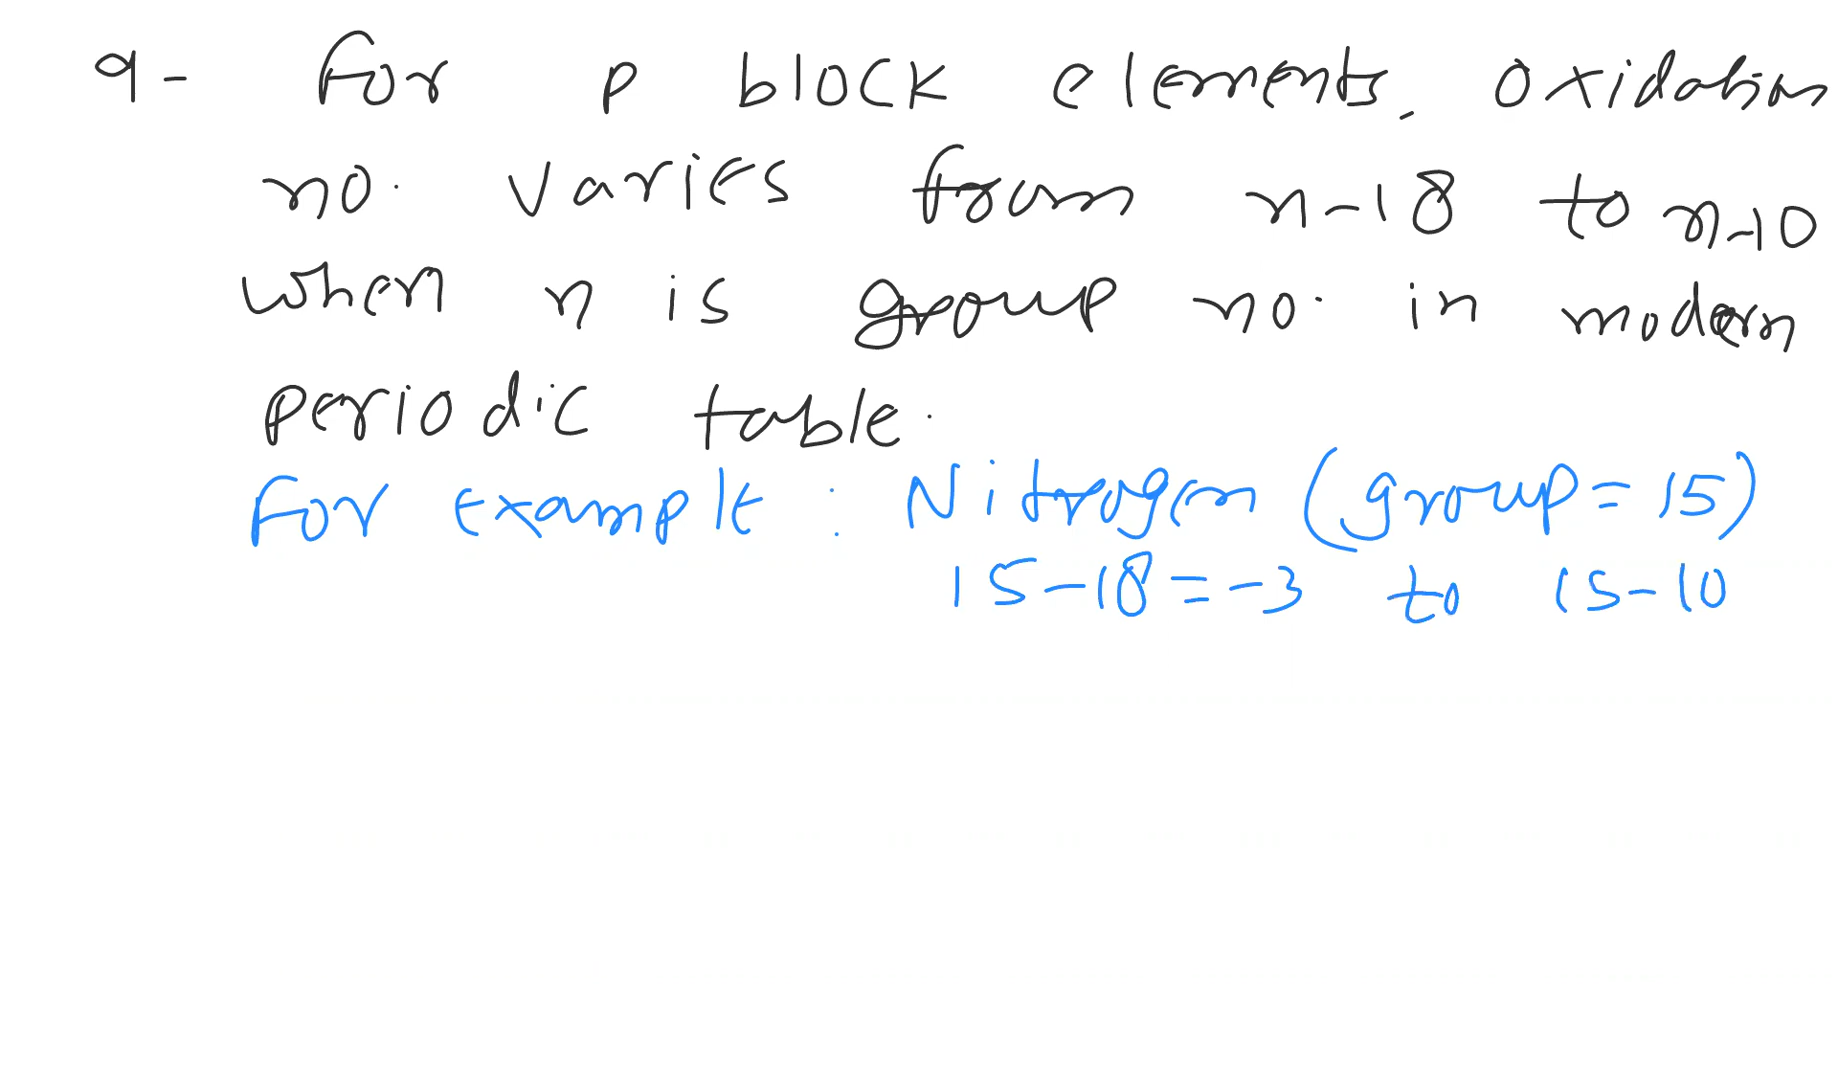 9- For p block elements, oxidation
no. varies from n-18 to n-10
when n is group no. in modern
periodic table.
For example : Nitrogen (group = 15)
15-18 = -3 to 15-10